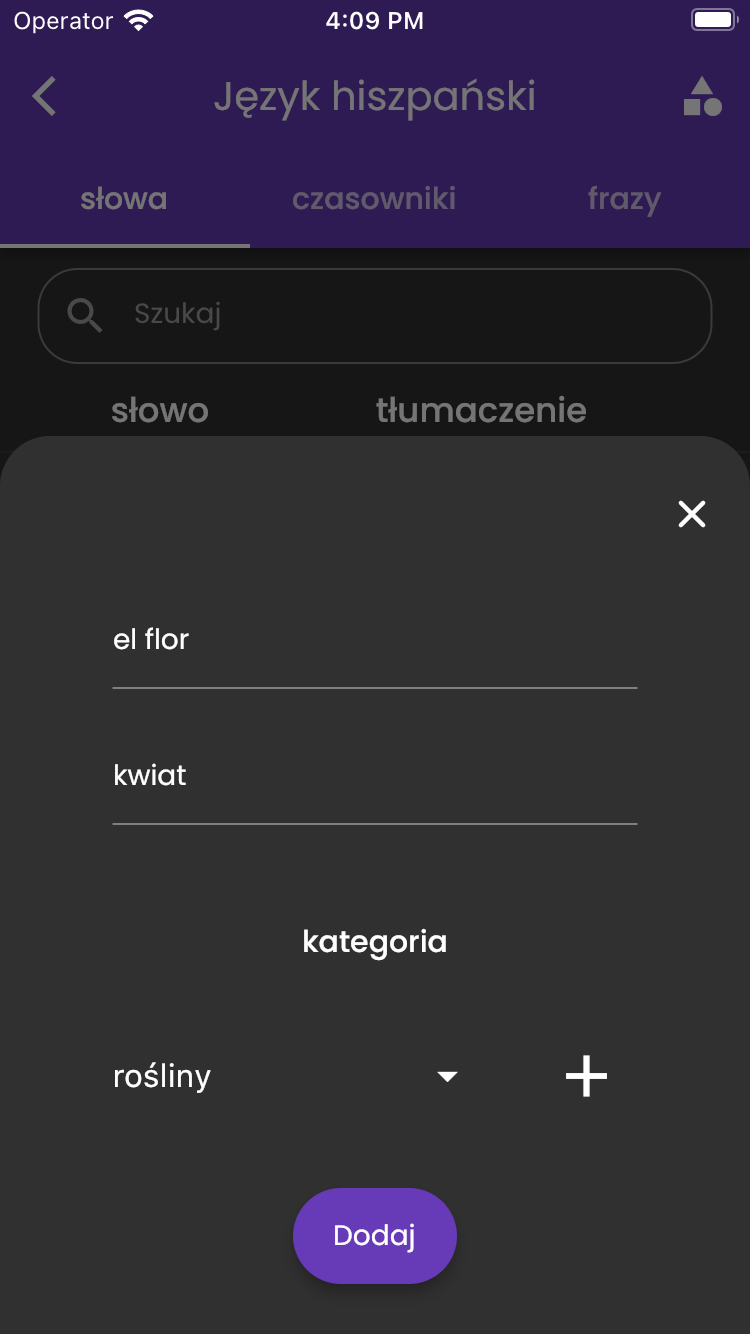 Operator 4:09 PM
Język hiszpański
słowa czasowniki frazy
Szukaj
słowo tłumaczenie
el flor
kwiat
kategoria
rośliny
Dodaj